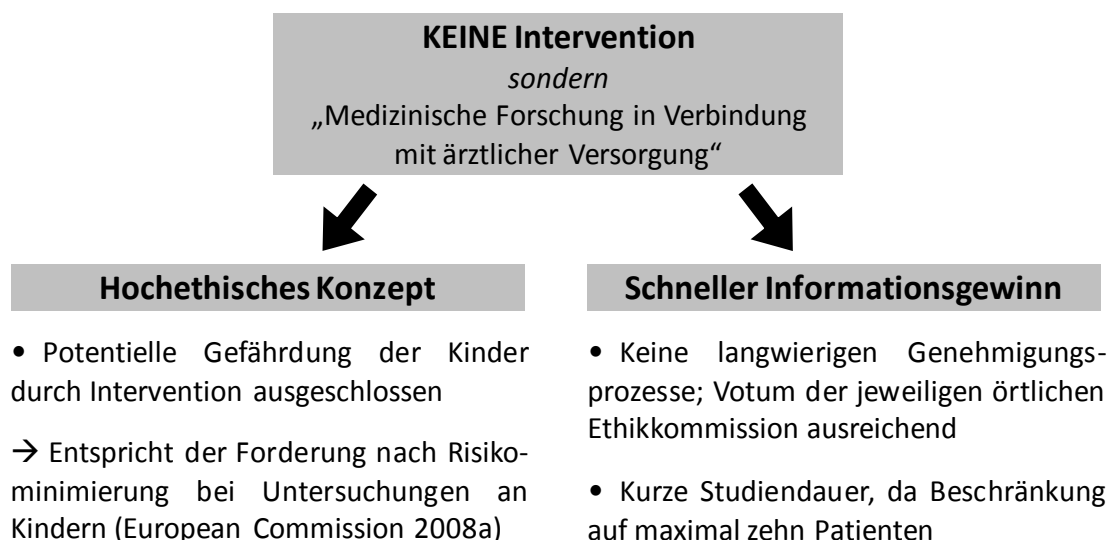 KEINE Intervention
sondern
„Medizinische Forschung in Verbindung
mit ärztlicher Versorgung“
Hochethisches Konzept
• Potentielle Gefährdung der Kinder
durch Intervention ausgeschlossen
→ Entspricht der Forderung nach Risiko-
minimierung bei Untersuchungen an
Kindern (European Commission 2008a)
Schneller Informationsgewinn
• Keine langwierigen Genehmigungs-
prozesse; Votum der jeweiligen örtlichen
Ethikkommission ausreichend
• Kurze Studiendauer, da Beschränkung
auf maximal zehn Patienten